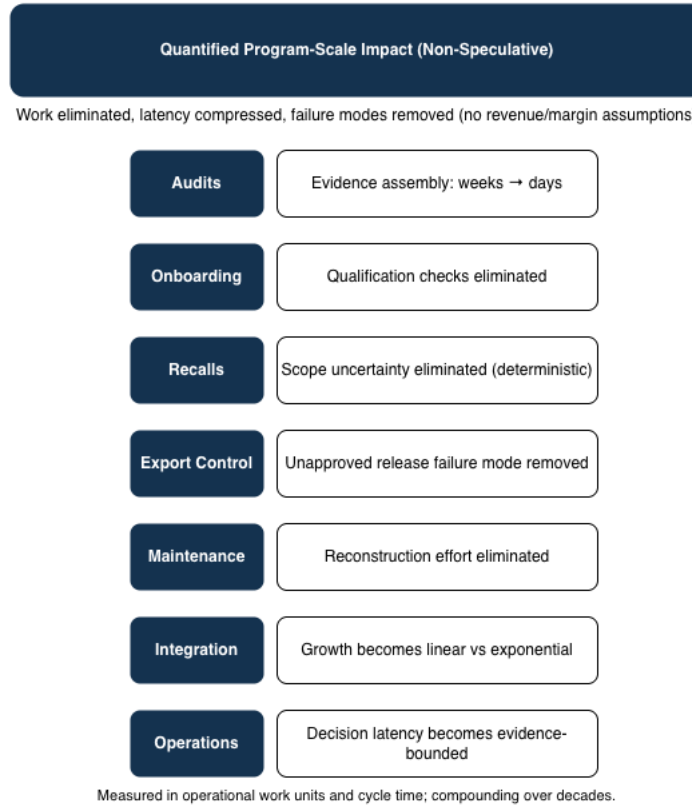 Quantified Program-Scale Impact (Non-Speculative)
Work eliminated, latency compressed, failure modes removed (no revenue/margin assumptions
Audits
Evidence assembly: weeks → days
Onboarding
Qualification checks eliminated
Recalls
Scope uncertainty eliminated (deterministic)
Export Control
Unapproved release failure mode removed
Maintenance
Reconstruction effort eliminated
Integration
Growth becomes linear vs exponential
Operations
Decision latency becomes evidence-
bounded
Measured in operational work units and cycle time; compounding over decades.